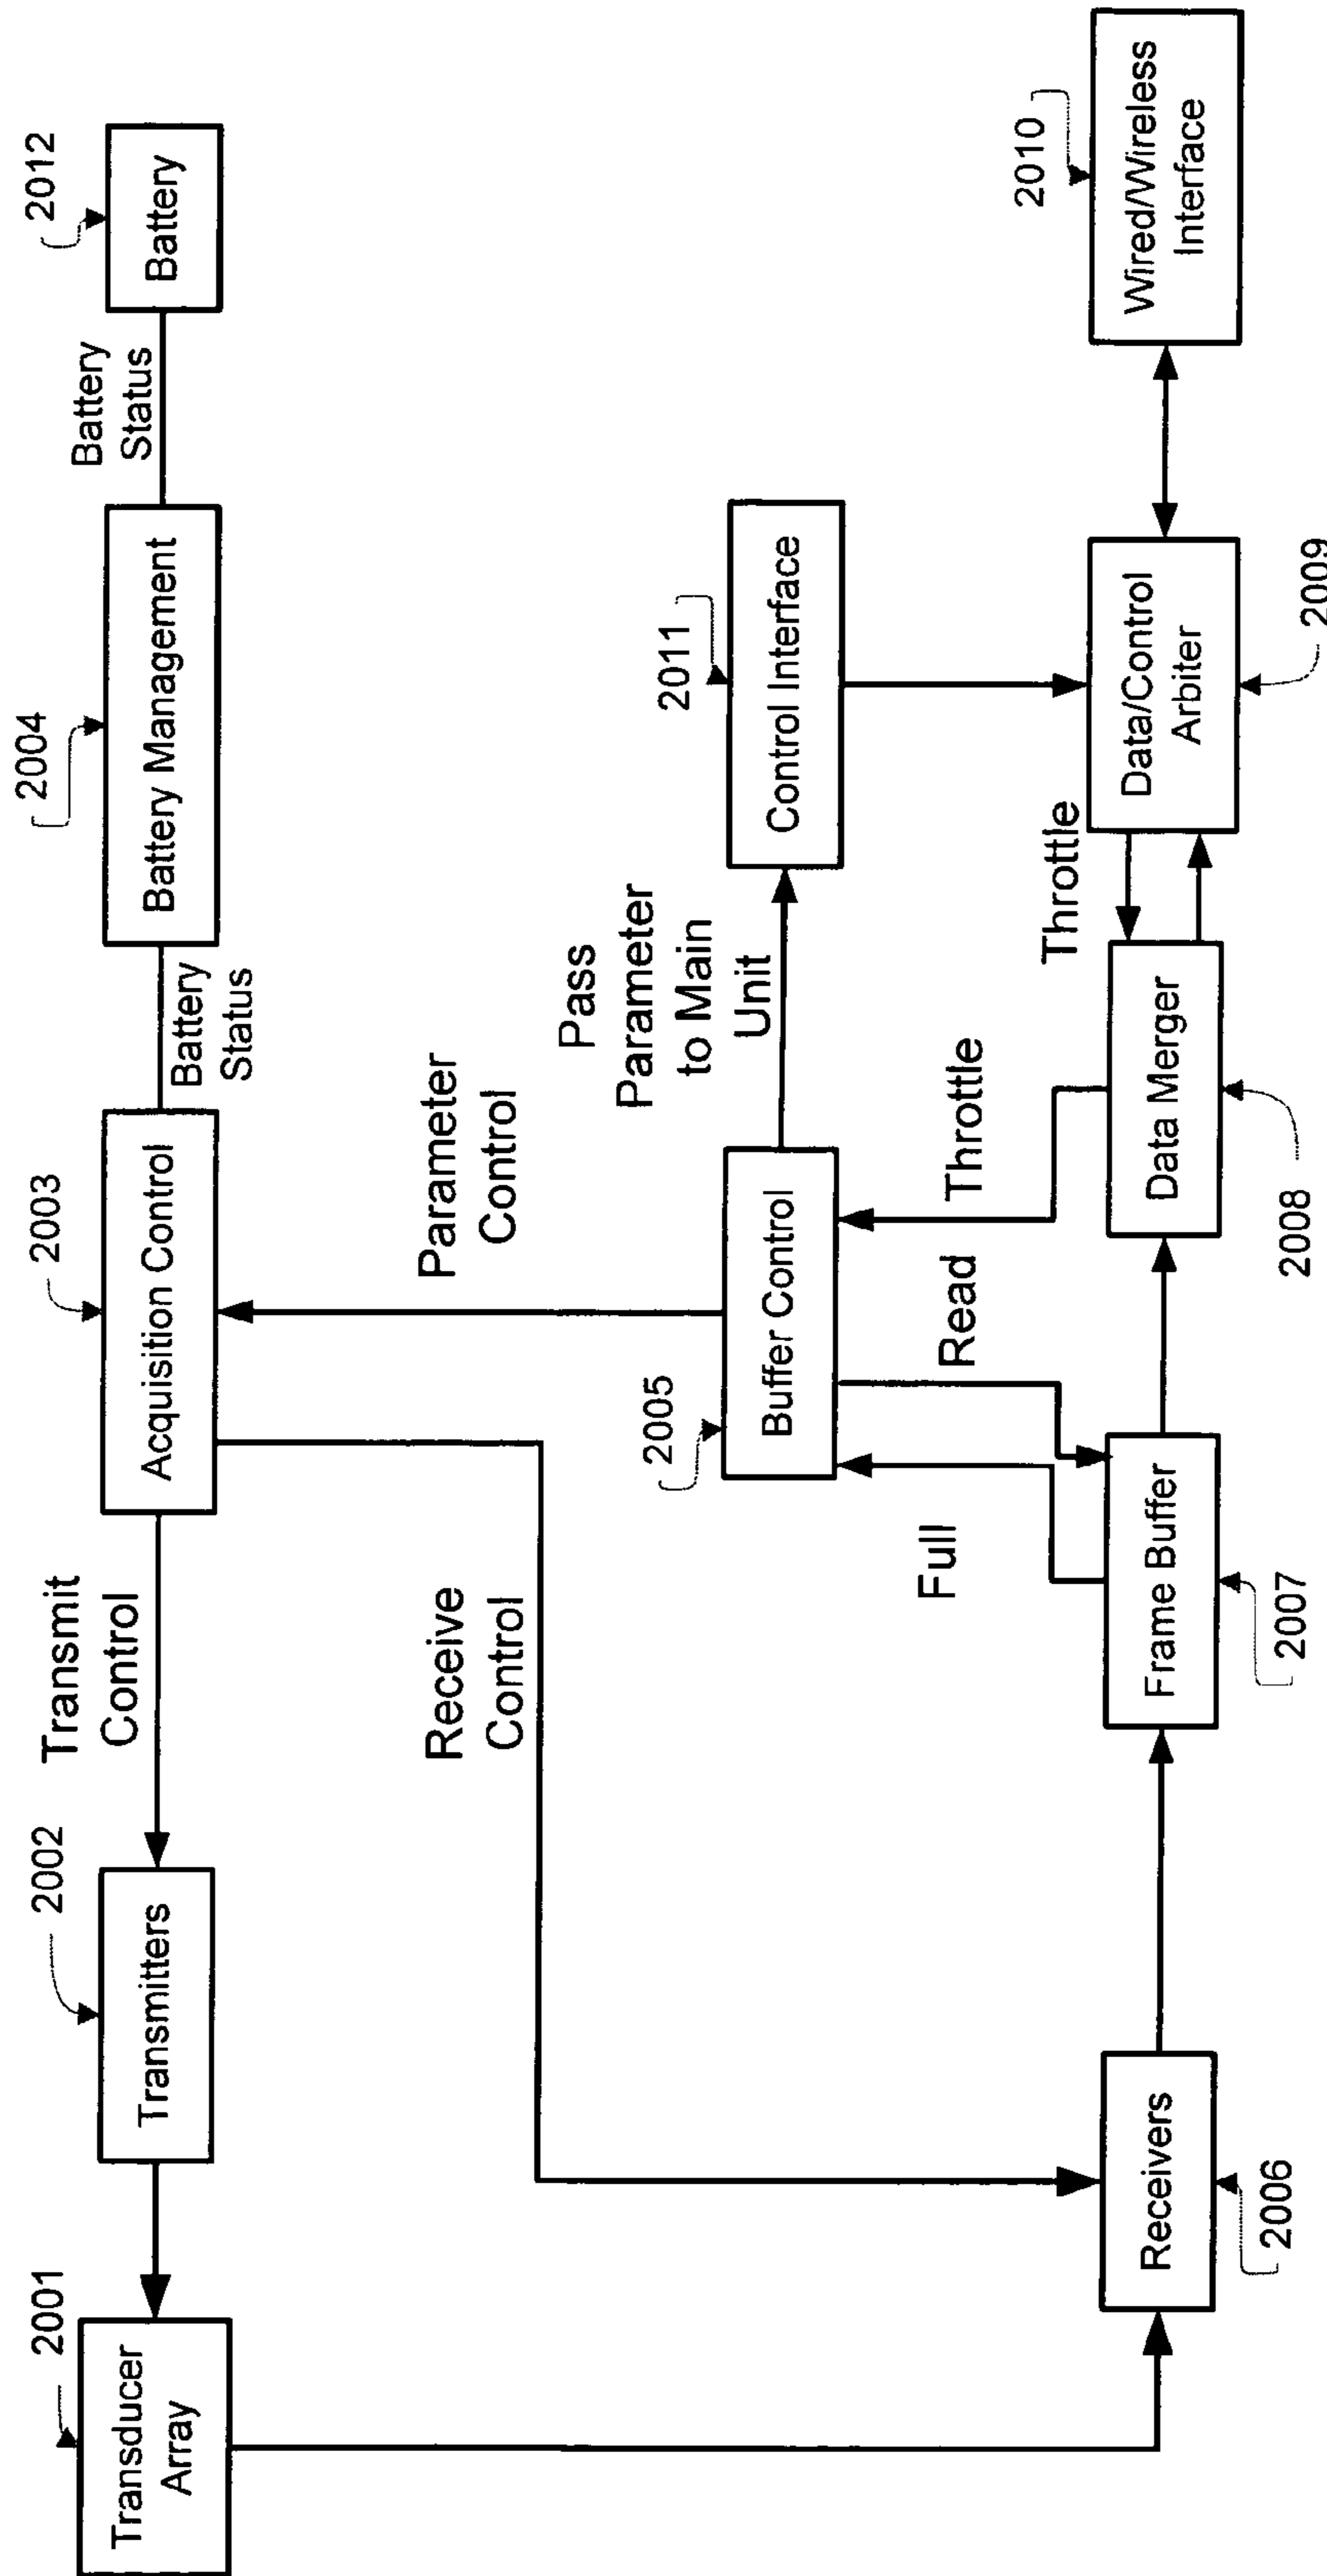 2001
Transducer
Array
2002
Transmitters
Transmit
Control
2003
Acquisition Control
Battery
Status
2004
Battery Management
Battery
Status
2012
Battery
Receive
Control
Parameter
Control
2005
Buffer Control
Pass
Parameter
to Main
Unit
2011
Control Interface
Full
Read
Throttle
Throttle
2006
Receivers
2007
Frame Buffer
2008
Data Merger
2009
Data/Control
Arbiter
2010
Wired/Wireless
Interface